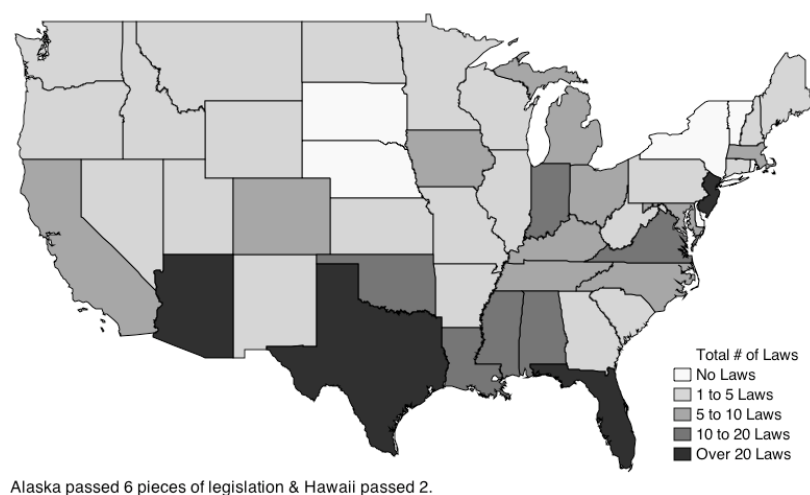 Total # of Laws
No Laws
1 to 5 Laws
5 to 10 Laws
10 to 20 Laws
Over 20 Laws
Alaska passed 6 pieces of legislation & Hawaii passed 2.